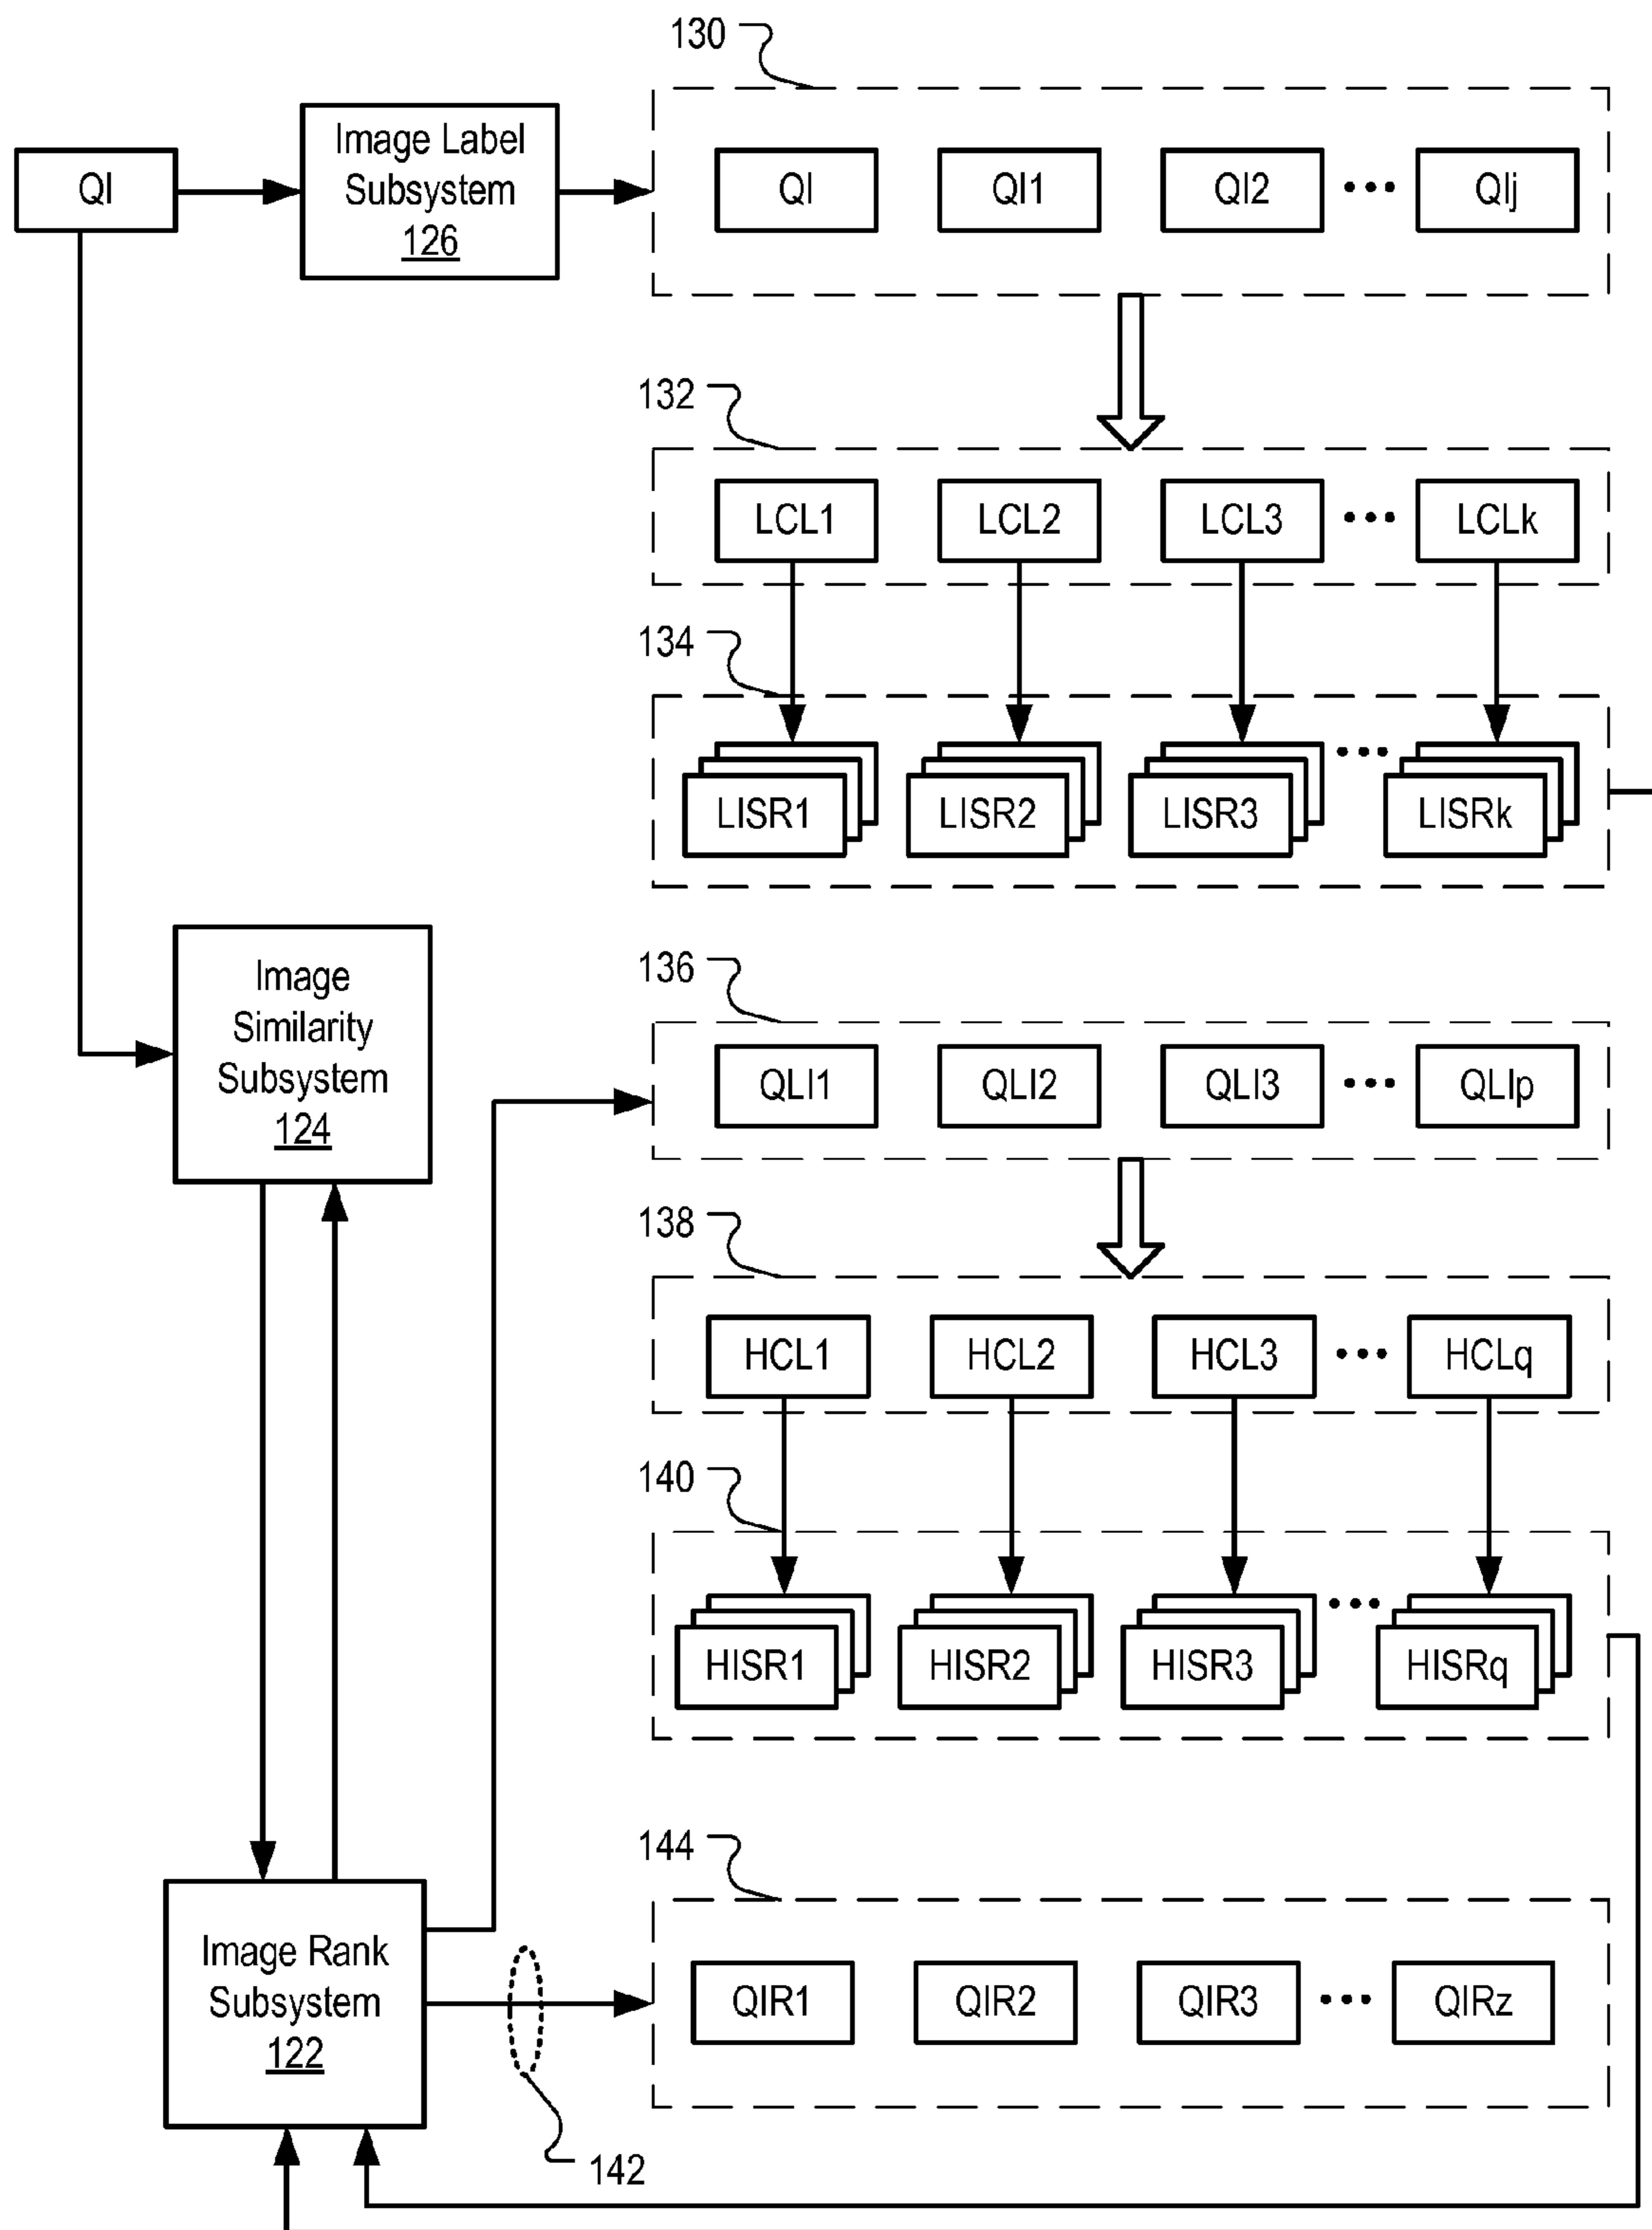 130
QI
Image Label
Subsystem
126
QI
QI1
QI2
•••
QIj
132
LCL1
LCL2
LCL3
•••
LCLk
134
LISR1
LISR2
LISR3
•••
LISRk
Image
Similarity
Subsystem
124
136
QLI1
QLI2
QLI3
•••
QLIp
138
HCL1
HCL2
HCL3
•••
HCLq
140
HISR1
HISR2
HISR3
•••
HISRq
144
Image Rank
Subsystem
122
QIR1
QIR2
QIR3
•••
QIRz
142